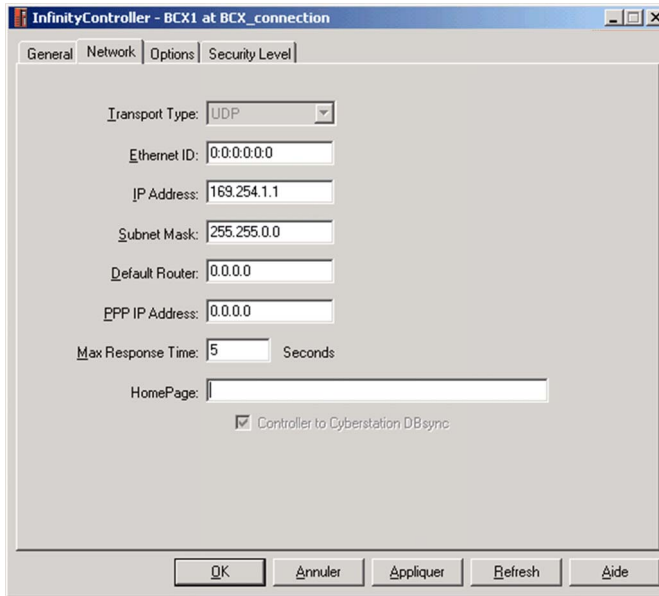 InfinityController - BCX1 at BCX_connection
General Network Options Security Level
Transport Type: UDP
Ethernet ID: 0:0:0:0:0:0
IP Address: 169.254.1.1
Subnet Mask: 255.255.0.0
Default Router: 0.0.0.0
PPP IP Address: 0.0.0.0
Max Response Time: 5 Seconds
HomePage:
Controller to Cyberstation DBsync
OK Annuler Appliquer Refresh Aide